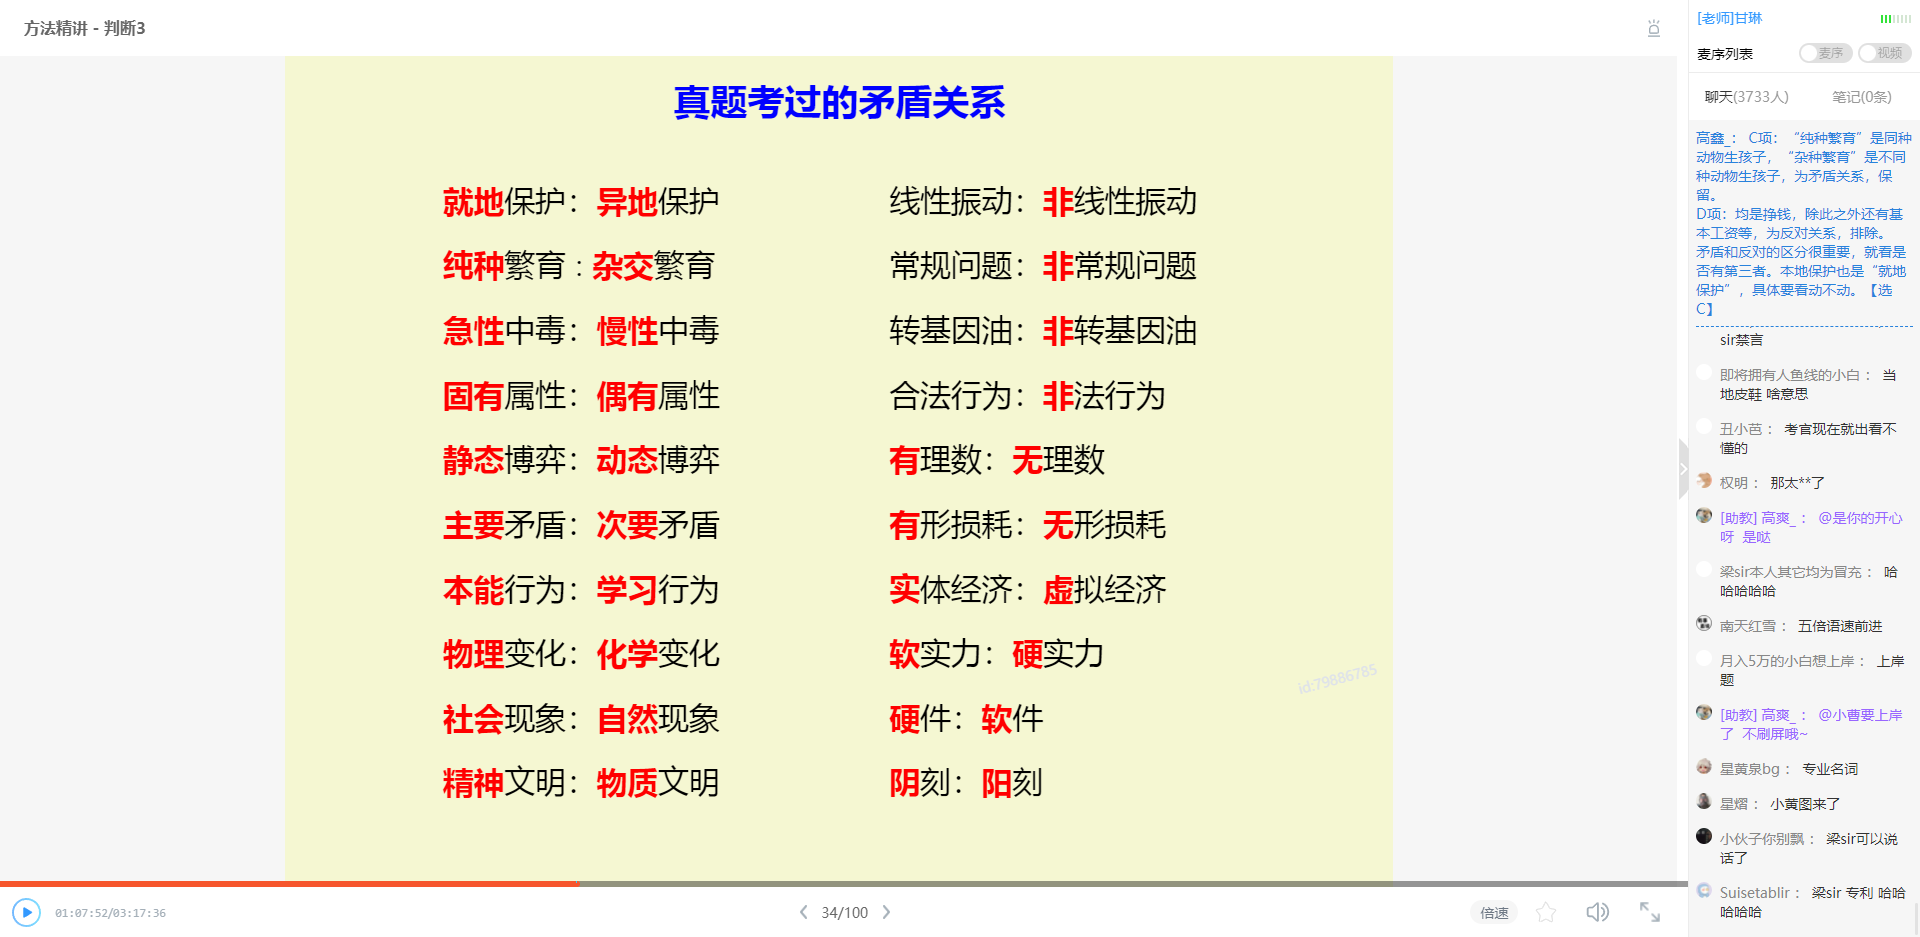 方法精讲 - 判断3
真题考过的矛盾关系
就地保护：异地保护
纯种繁育：杂交繁育
急性中毒：慢性中毒
固有属性：偶有属性
静态博弈：动态博弈
主要矛盾：次要矛盾
本能行为：学习行为
物理变化：化学变化
社会现象：自然现象
精神文明：物质文明
线性振动：非线性振动
常规问题：非常规问题
转基因油：非转基因油
合法行为：非法行为
有理数：无理数
有形损耗：无形损耗
实体经济：虚拟经济
软实力：硬实力
硬件：软件
阴刻：阳刻
id:79886785
01:07:52/03:17:36
34/100
倍速
[老师]甘琳
麦序列表
麦序
视频
聊天(3733人)
笔记(0条)
高鑫_： C项：“纯种繁育”是同种
动物生孩子，“杂种繁育”是不同
种动物生孩子，为矛盾关系，保
留。
D项：均是挣钱，除此之外还有基
本工资等，为反对关系，排除。
矛盾和反对的区分很重要，就看是
否有第三者。本地保护也是“就地
保护”，具体要看动不动。【选
C】
sir禁言
即将拥有人鱼线的小白： 当
地皮鞋 啥意思
丑小芭： 考官现在就出看不
懂的
权明： 那太**了
[助教] 高爽_： @是你的开心
呀 是哒
梁sir本人其它均为冒充： 哈
哈哈哈哈
南天红雪： 五倍语速前进
月入5万的小白想上岸： 上岸
题
[助教] 高爽_： @小曹要上岸
了 不刷屏哦~
星黄泉bg： 专业名词
星熠： 小黄图来了
小伙子你别飘： 梁sir可以说
话了
Suisetablir： 梁sir 专利 哈哈
哈哈哈